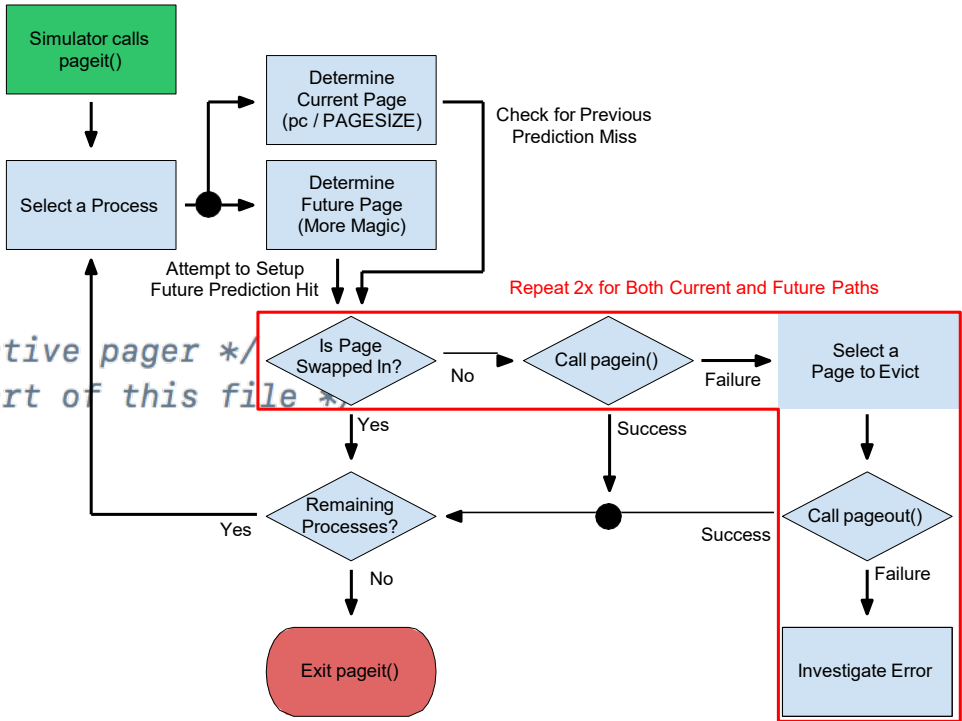 Simulator calls
pageit()
Determine
Current Page
(pc / PAGESIZE)
Check for Previous
Prediction Miss
Select a Process
Determine
Future Page
(More Magic)
Attempt to Setup
Future Prediction Hit
Repeat 2x for Both Current and Future Paths
tive pager */
rt of this file */
Is Page
Swapped In?
No
Call pagein()
Failure
Select a
Page to Evict
Yes
Success
Remaining
Processes?
Yes
Success
Call pageout()
No
Failure
Exit pageit()
Investigate Error